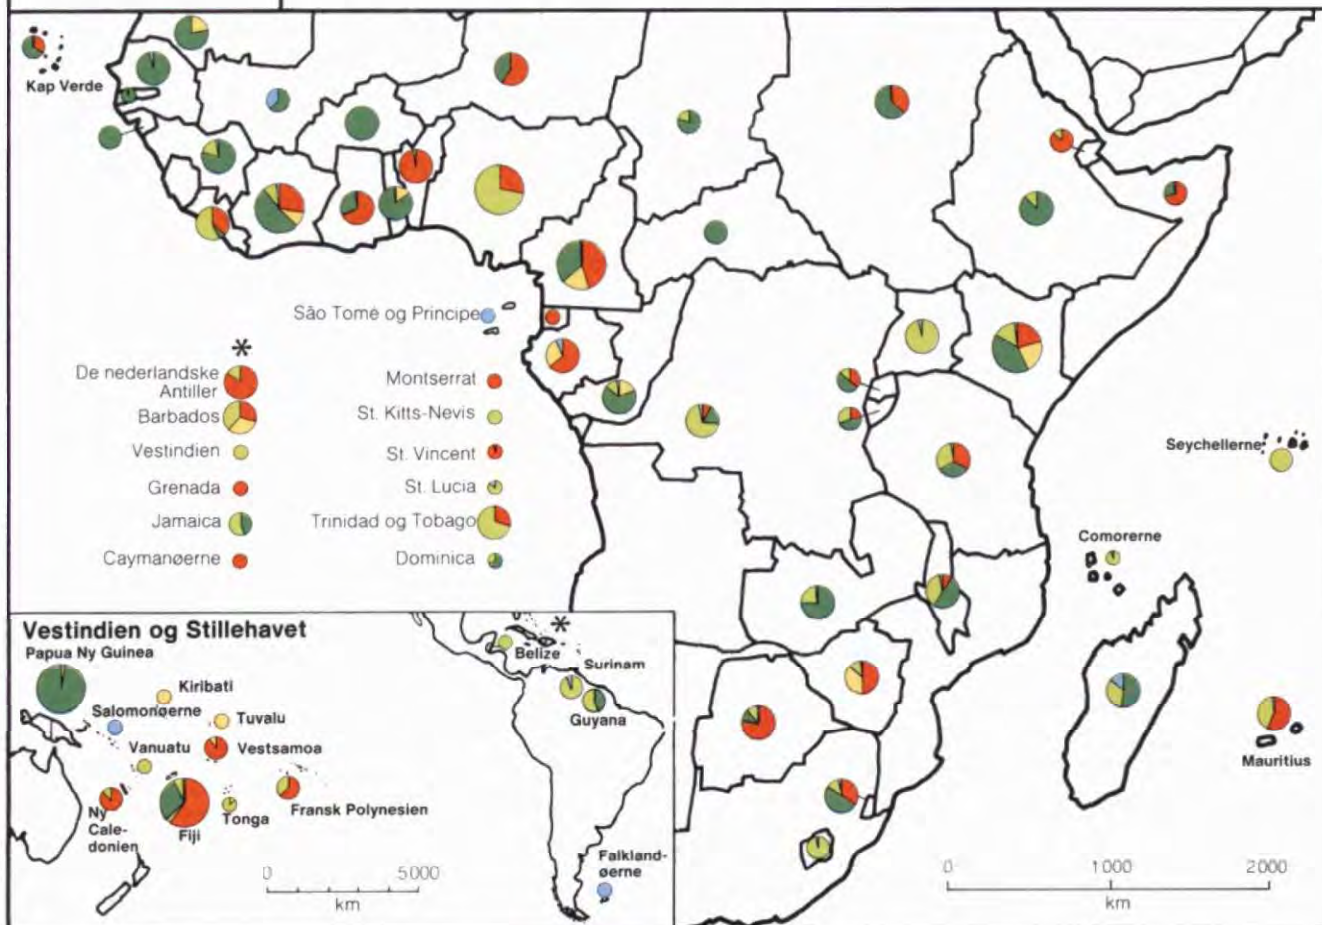 Kap Verde
São Tomé og Principe
*
De nederlandske
Antiller
Barbados
Vestindien
Grenada
Jamaica
Caymanøerne
Montserrat
St. Kitts-Nevis
St. Vincent
St. Lucia
Trinidad og Tobago
Dominica
Seychellerne
Comorerne
Mauritius
Vestindien og Stillehavet
Papua Ny Guinea
Kiribati
Salomonøerne
Tuvalu
Vanuatu
Vestsamoa
Ny
Cale-
donien
Fiji
Tonga
Fransk Polynesien
*
Belize
Surinam
Guyana
Falkland-
øerne
0 5000
km
0 1000 2000
km